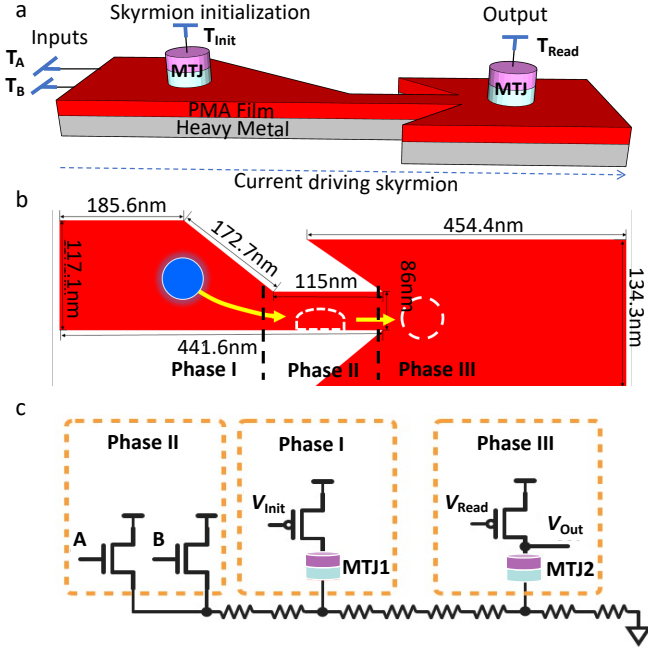 a
Skyrmion initialization
Output
Inputs
T_A
T_B
T_Init
T_Read
MTJ
MTJ
PMA Film
Heavy Metal
Current driving skyrmion
b
185.6nm
172.7nm
454.4nm
117.1nm
115nm
86nm
134.3nm
441.6nm
Phase I
Phase II
Phase III
c
Phase II
Phase I
Phase III
A
B
V_Init
V_Read
V_Out
MTJ1
MTJ2